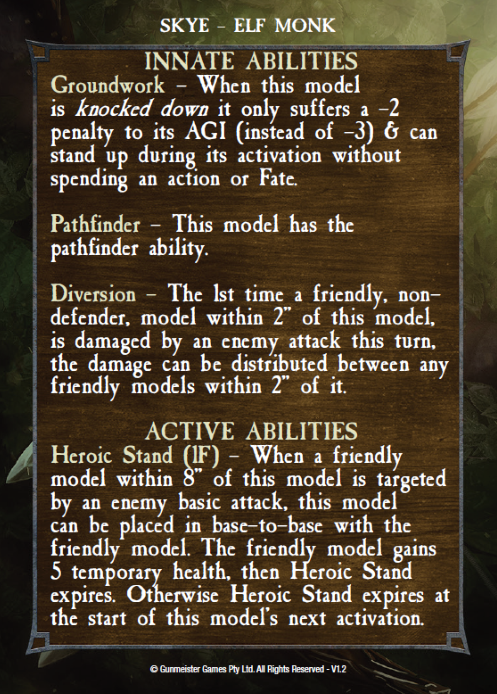 SKYE – ELF MONK
INNATE ABILITIES
Groundwork – When this model
is knocked down it only suffers a –2
penalty to its AGI (instead of –3) & can
stand up during its activation without
spending an action or Fate.
Pathfinder – This model has the
pathfinder ability.
Diversion – The 1st time a friendly, non–
defender, model within 2” of this model,
is damaged by an enemy attack this turn,
the damage can be distributed between any
friendly models within 2” of it.
ACTIVE ABILITIES
Heroic Stand (1F) – When a friendly
model within 8” of this model is targeted
by an enemy basic attack, this model
can be placed in base–to–base with the
friendly model. The friendly model gains
5 temporary health, then Heroic Stand
expires. Otherwise Heroic Stand expires at
the start of this model’s next activation.
© Gunmeister Games Pty Ltd. All Rights Reserved - V1.2